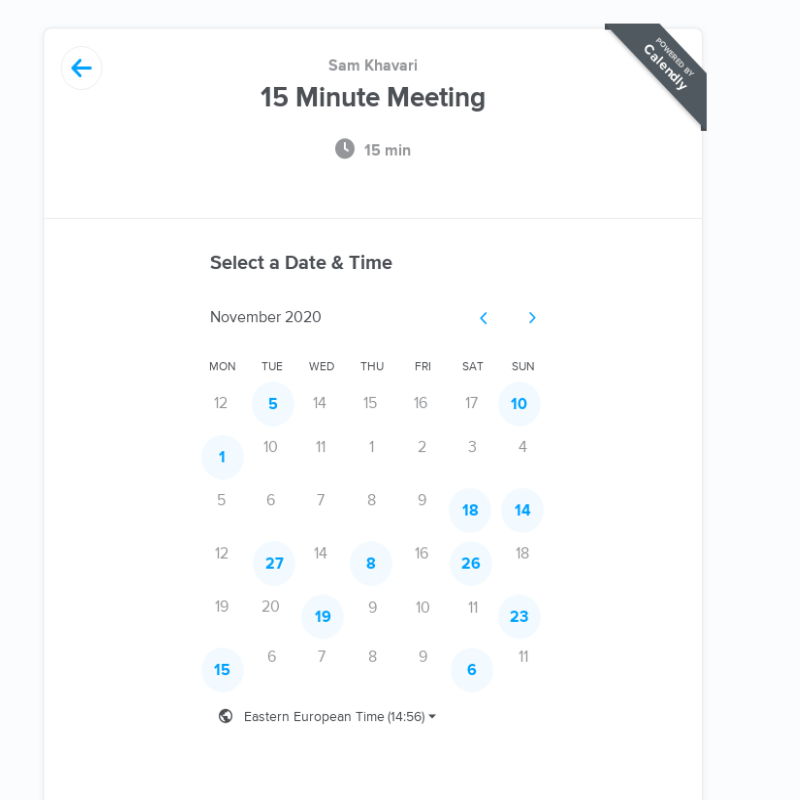 POWERED BY
Calendly
Sam Khavari
15 Minute Meeting
15 min
Select a Date & Time
November 2020
MON TUE WED THU FRI SAT SUN
12 5 14 15 16 17 10
1 10 11 1 2 3 4
5 6 7 8 9 18 14
12 27 14 8 16 26 18
19 20 19 9 10 11 23
15 6 7 8 9 6 11
Eastern European Time (14:56)